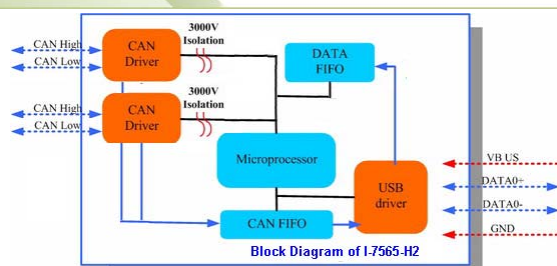 3000V
Isolation
CAN High
CAN Low
CAN
Driver
DATA
FIFO
3000V
Isolation
CAN High
CAN Low
CAN
Driver
Microprocessor
VB US
DATA0+
USB
driver
DATA0-
CAN FIFO
GND
Block Diagram of I-7565-H2